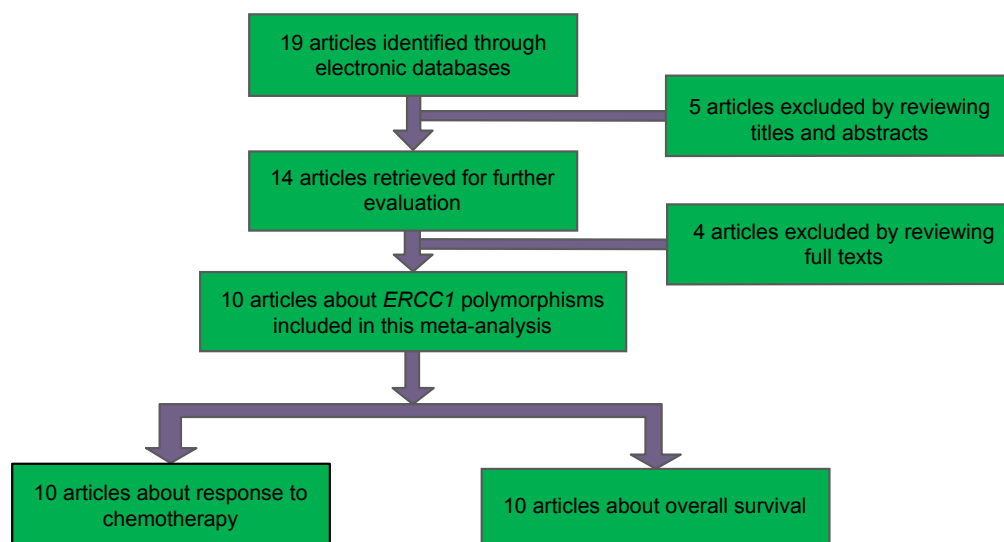 19 articles identified through
electronic databases
5 articles excluded by reviewing
titles and abstracts
14 articles retrieved for further
evaluation
4 articles excluded by reviewing
full texts
10 articles about ERCC1 polymorphisms
included in this meta-analysis
10 articles about response to
chemotherapy
10 articles about overall survival